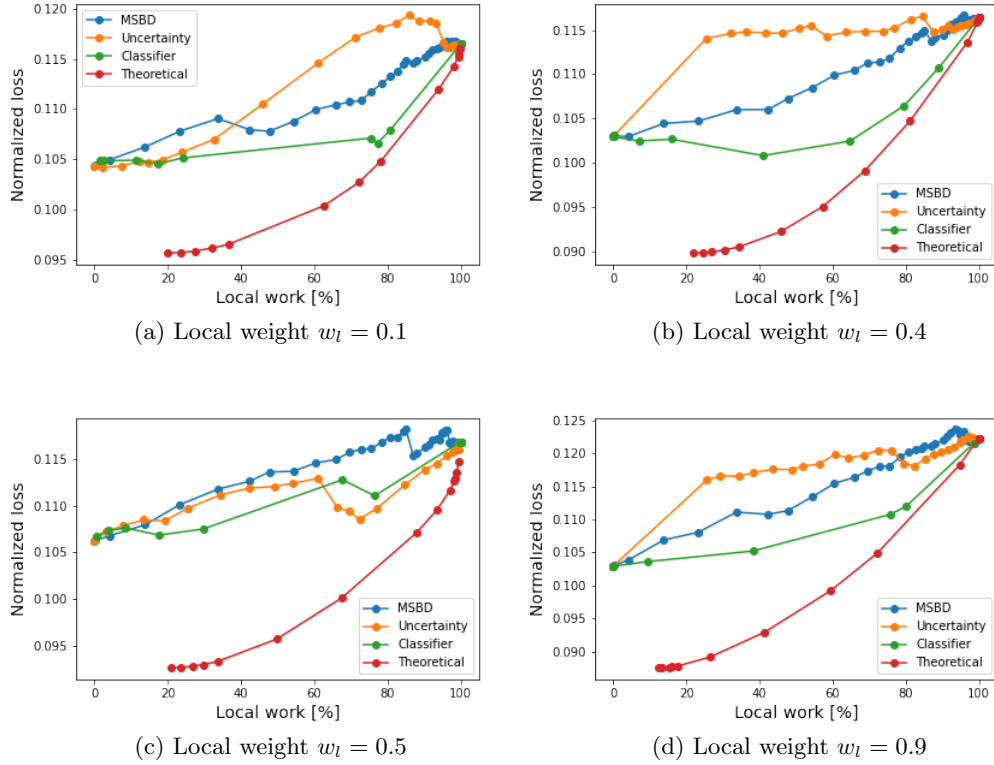 0.120
0.115
0.110
0.105
0.100
0.095
Normalized loss
MSBD
Uncertainty
Classifier
Theoretical
0 20 40 60 80 100
Local work [%]
(a) Local weight w_l = 0.1
0.115
0.110
0.105
0.100
0.095
0.090
Normalized loss
MSBD
Uncertainty
Classifier
Theoretical
0 20 40 60 80 100
Local work [%]
(b) Local weight w_l = 0.4
0.115
0.110
0.105
0.100
0.095
Normalized loss
MSBD
Uncertainty
Classifier
Theoretical
0 20 40 60 80 100
Local work [%]
(c) Local weight w_l = 0.5
0.125
0.120
0.115
0.110
0.105
0.100
0.095
0.090
Normalized loss
MSBD
Uncertainty
Classifier
Theoretical
0 20 40 60 80 100
Local work [%]
(d) Local weight w_l = 0.9